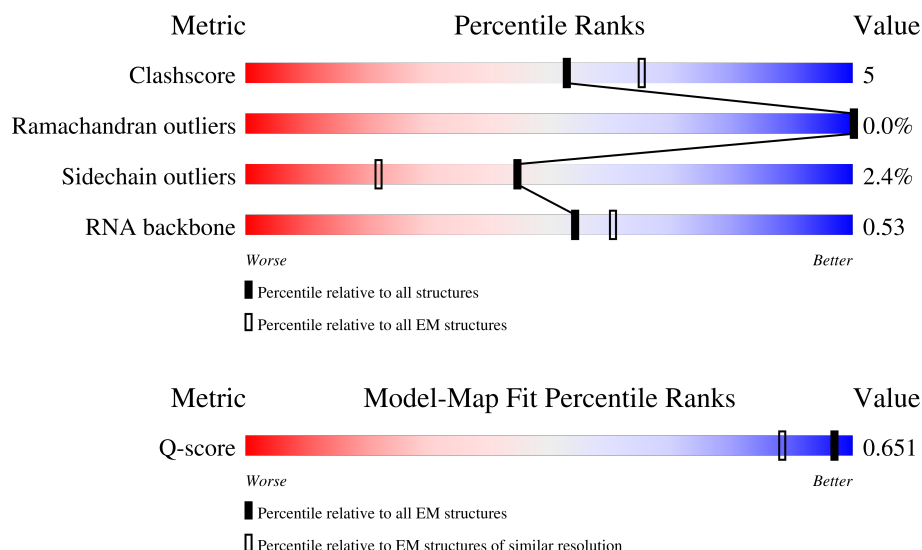 Metric Percentile Ranks Value
Clashscore 5
Ramachandran outliers 0.0%
Sidechain outliers 2.4%
RNA backbone 0.53
Worse Better
Percentile relative to all structures
Percentile relative to all EM structures
Metric Model-Map Fit Percentile Ranks Value
Q-score 0.651
Worse Better
Percentile relative to all EM structures
Percentile relative to EM structures of similar resolution